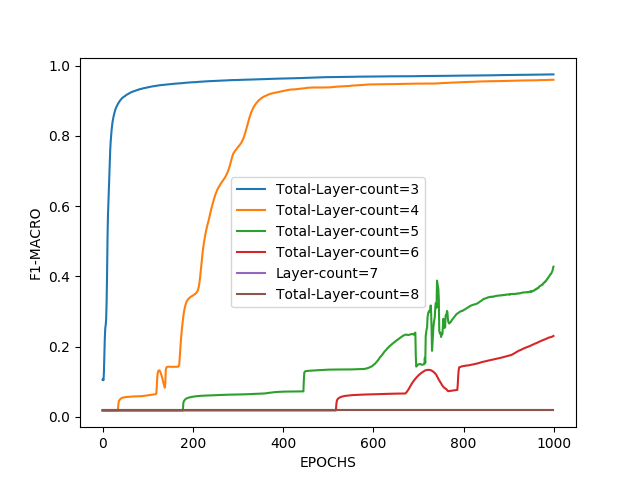 1.0
0.8
0.6
0.4
0.2
0.0
F1-MACRO
Total-Layer-count=3
Total-Layer-count=4
Total-Layer-count=5
Total-Layer-count=6
Layer-count=7
Total-Layer-count=8
0 200 400 600 800 1000
EPOCHS